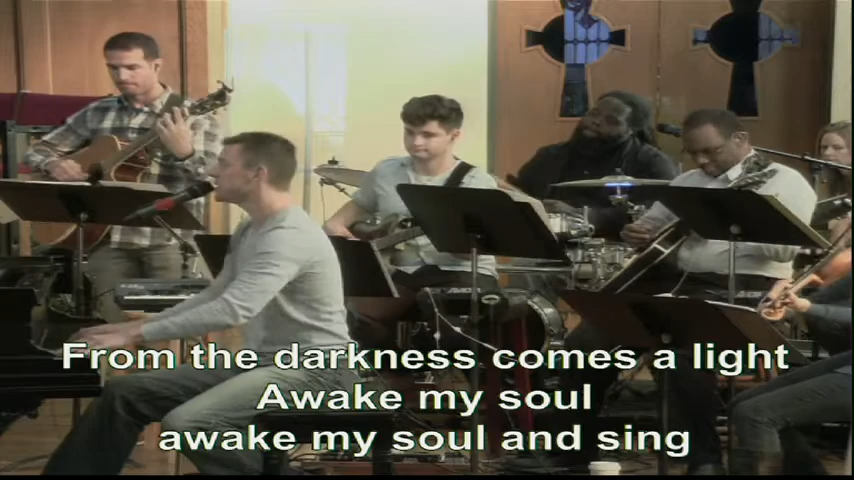 From the darkness comes a light
Awake my soul
awake my soul and sing